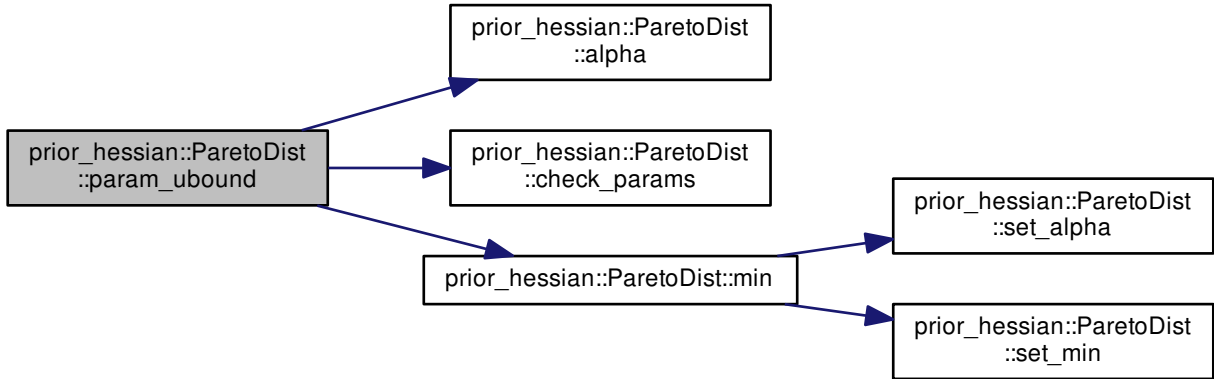 prior_hessian::ParetoDist
::param_ubound
prior_hessian::ParetoDist
::alpha
prior_hessian::ParetoDist
::check_params
prior_hessian::ParetoDist::min
prior_hessian::ParetoDist
::set_alpha
prior_hessian::ParetoDist
::set_min